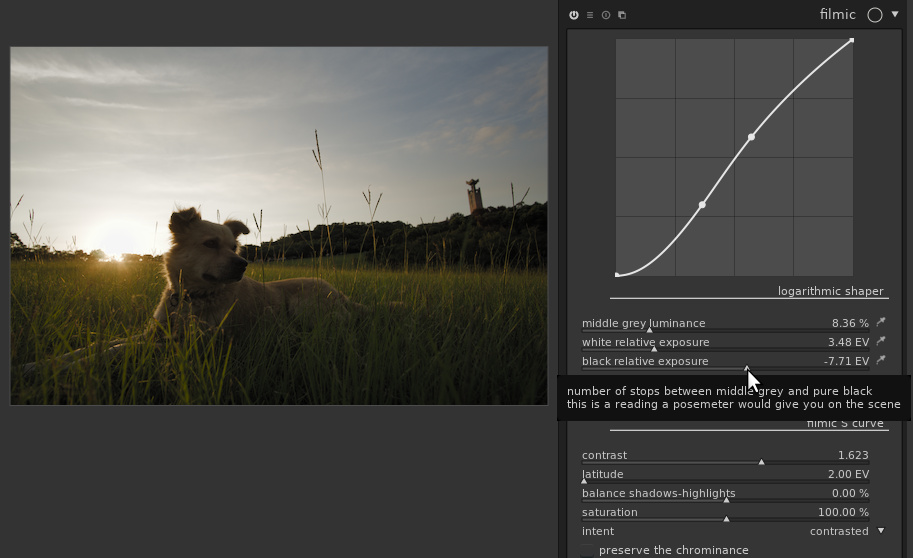 filmic
logarithmic shaper
middle grey luminance 8.36 %
white relative exposure 3.48 EV
black relative exposure -7.71 EV
number of stops between middle grey and pure black
this is a reading a posemeter would give you on the scene
filmic S curve
contrast 1.623
latitude 2.00 EV
balance shadows-highlights 0.00 %
saturation 100.00 %
intent contrasted
preserve the chrominance